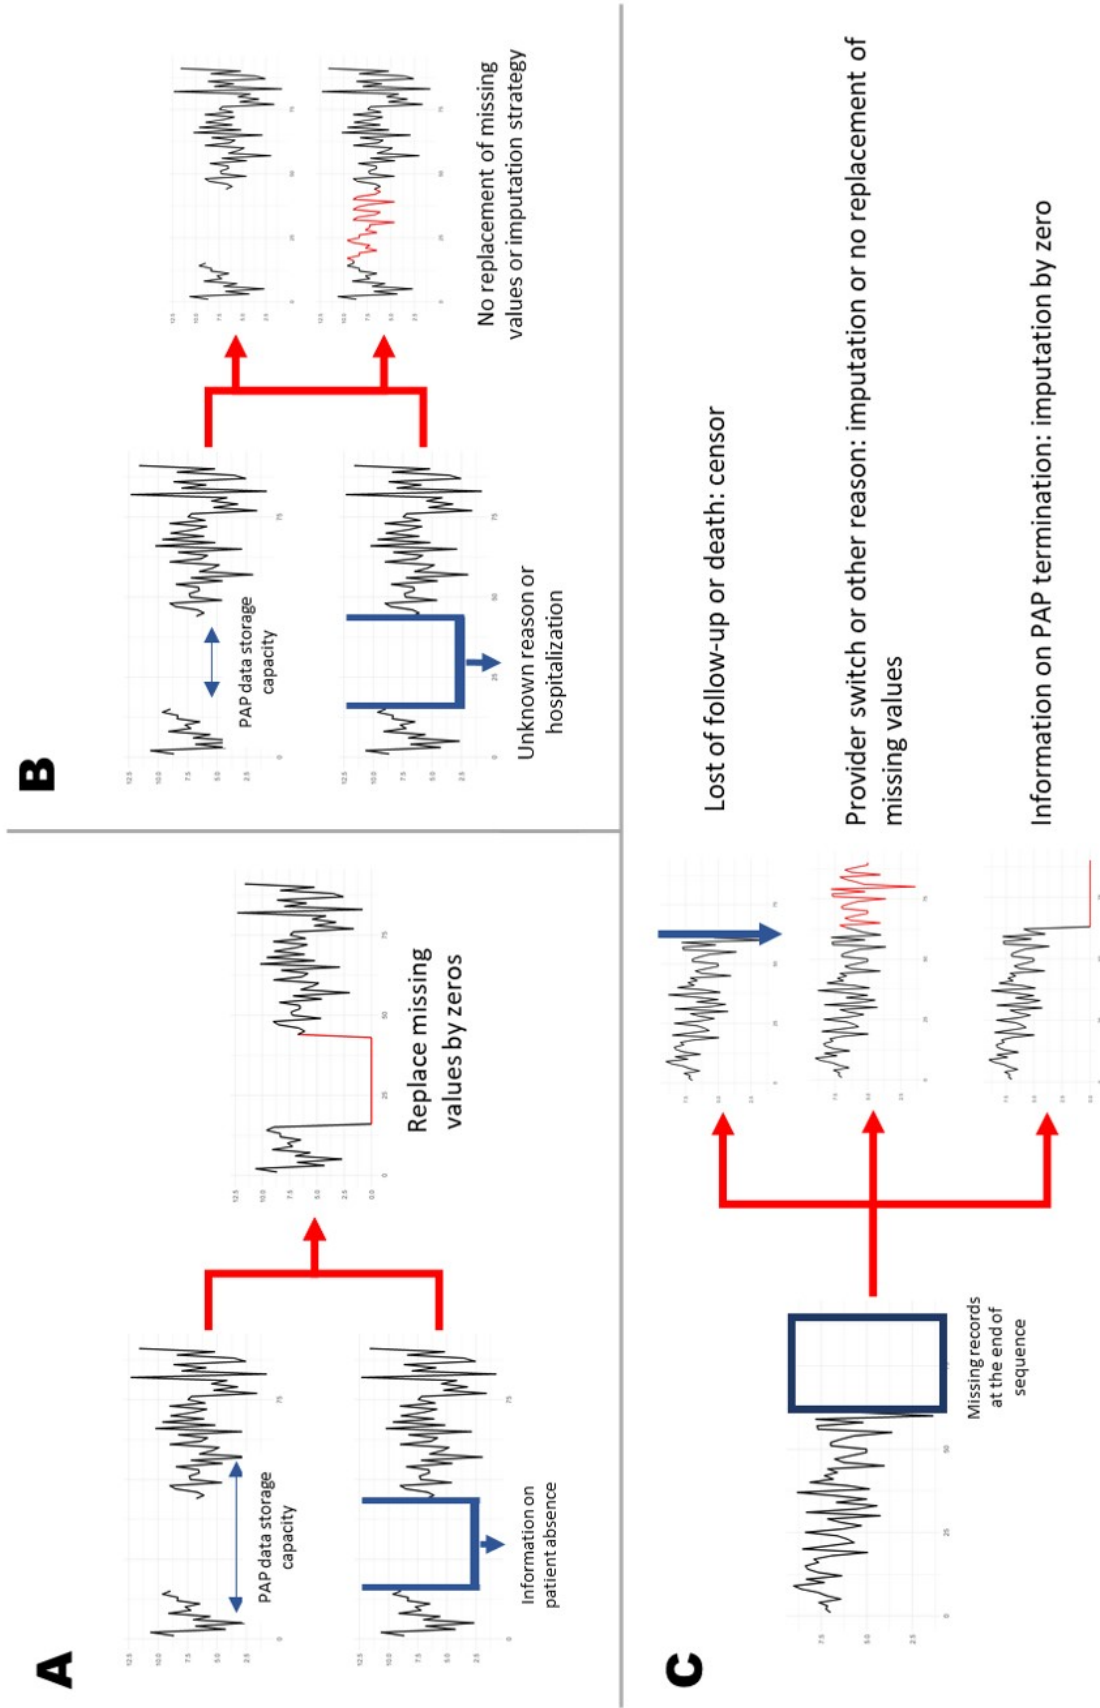 A
PAP data storage
capacity
Information on
patient absence
Replace missing
values by zeros
B
PAP data storage
capacity
Unknown reason or
hospitalization
No replacement of missing
values or imputation strategy
C
Missing records
at the end of
sequence
Lost of follow-up or death: censor
Provider switch or other reason: imputation or no replacement of
missing values
Information on PAP termination: imputation by zero